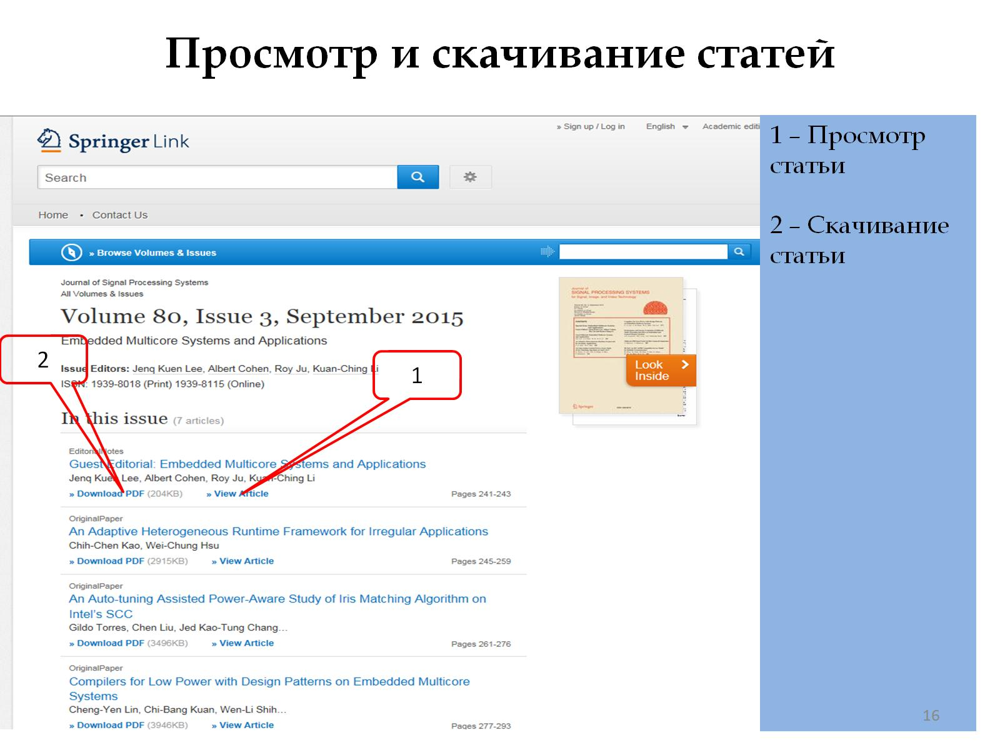 Просмотр и скачивание статей
Springer Link
» Sign up / Log in
English
Academic editi
Search
Home • Contact Us
» Browse Volumes & Issues
Journal of Signal Processing Systems
All Volumes & Issues
Volume 80, Issue 3, September 2015
Embedded Multicore Systems and Applications
2
Issue Editors: Jenq Kuen Lee, Albert Cohen, Roy Ju, Kuan-Ching Li
1
ISSN: 1939-8018 (Print) 1939-8115 (Online)
In this issue (7 articles)
EditorialNotes
Guest Editorial: Embedded Multicore Systems and Applications
Jenq Kuen Lee, Albert Cohen, Roy Ju, Kuan-Ching Li
» Download PDF (204KB) » View Article Pages 241-243
OriginalPaper
An Adaptive Heterogeneous Runtime Framework for Irregular Applications
Chih-Chen Kao, Wei-Chung Hsu
» Download PDF (2915KB) » View Article Pages 245-259
OriginalPaper
An Auto-tuning Assisted Power-Aware Study of Iris Matching Algorithm on
Intel's SCC
Gildo Torres, Chen Liu, Jed Kao-Tung Chang…
» Download PDF (3496KB) » View Article Pages 261-276
OriginalPaper
Compilers for Low Power with Design Patterns on Embedded Multicore
Systems
Cheng-Yen Lin, Chi-Bang Kuan, Wen-Li Shih…
» Download PDF (3946KB) » View Article Pages 277-293
Journal of
SIGNAL PROCESSING SYSTEMS
for Signal, Image, and Video Technology
Look
Inside
Springer
1 – Просмотр
статьи
2 – Скачивание
статьи
16